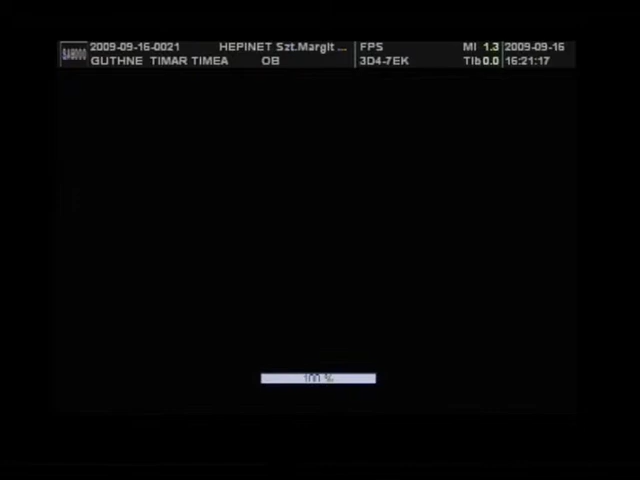 2009-09-16-0021 HEPINET Szt.Margit ... FPS MI 1.3 2009-09-16
GUTHNE TIMAR TIMEA OB 3D4-7EK TIb 0.0 16:21:17
100 %